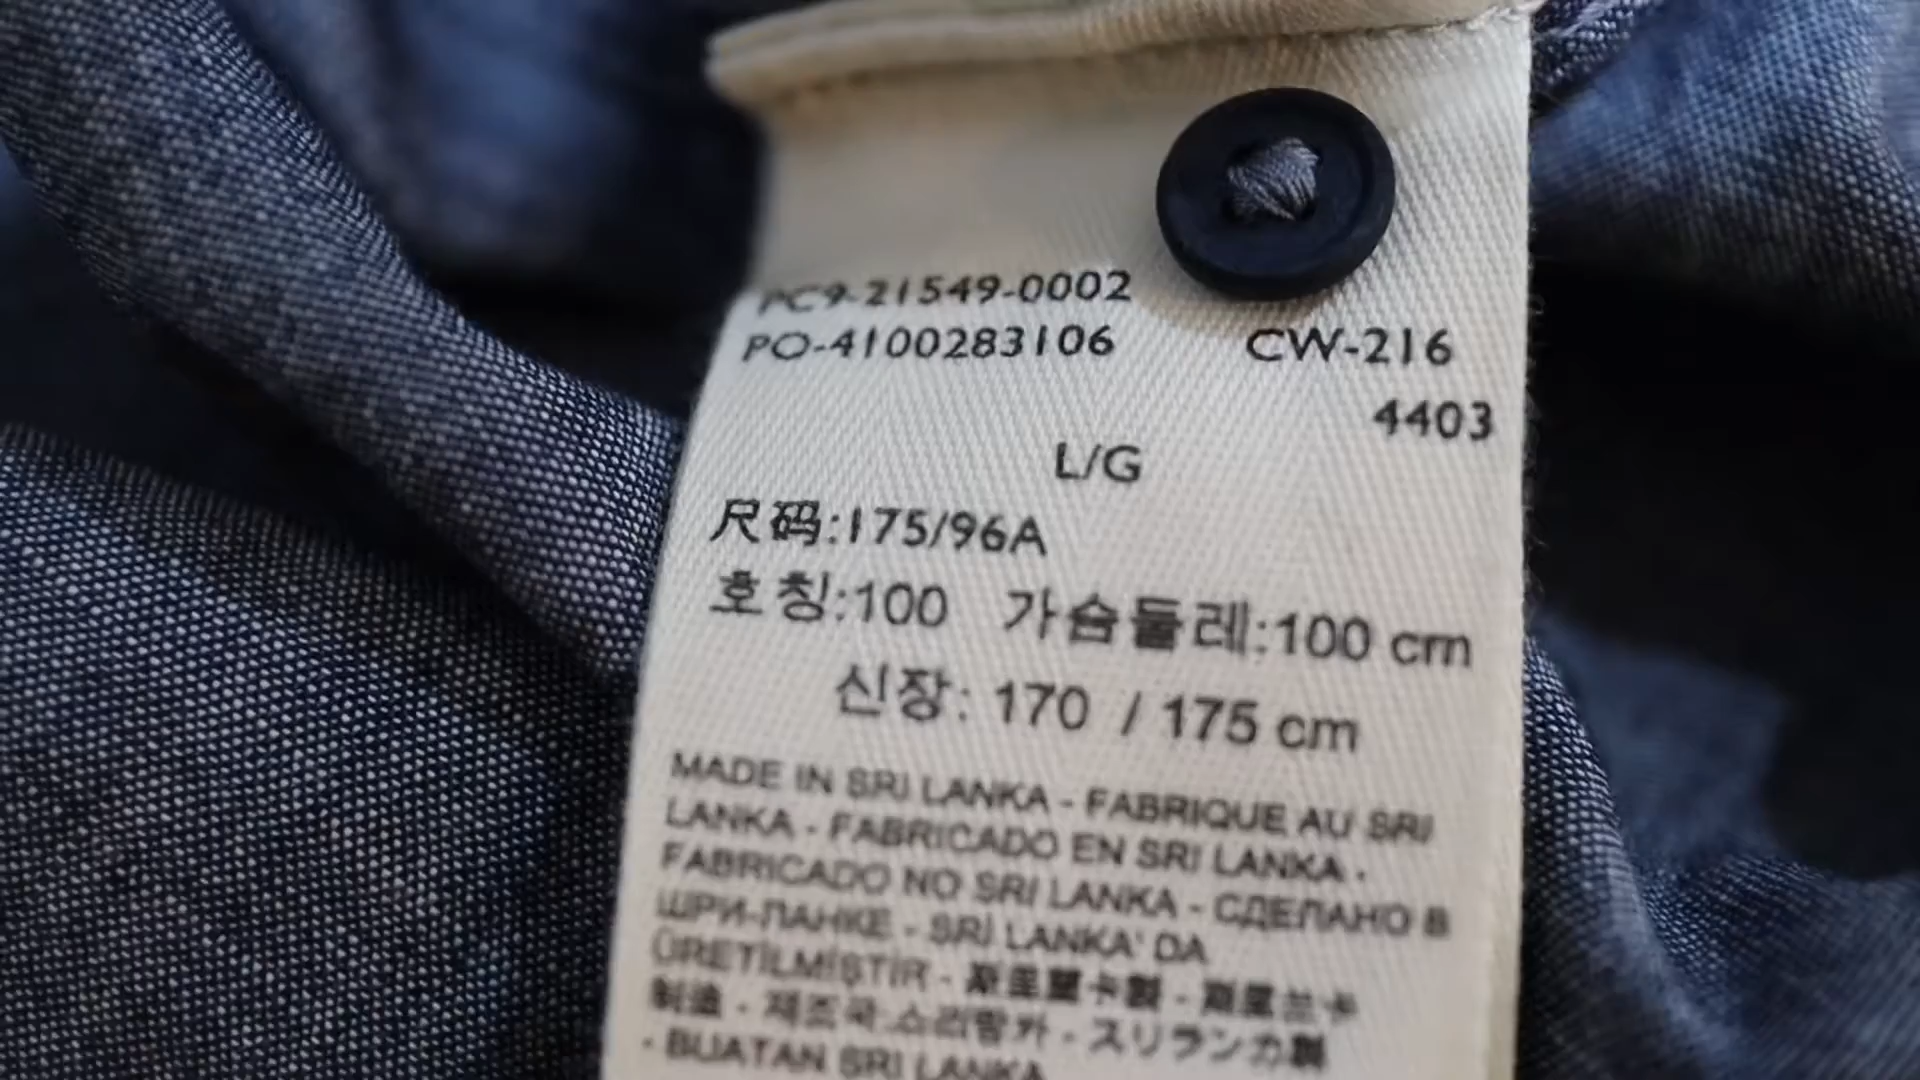 PC9-21549-0002
PO-4100283106 CW-216
4403
L/G
尺码:175/96A
호칭:100 가슴둘레:100 cm
신장: 170 / 175 cm
MADE IN SRI LANKA - FABRIQUE AU SRI
LANKA - FABRICADO EN SRI LANKA -
FABRICADO NO SRI LANKA - СДЕЛАНО В
ШРИ-ЛАНКЕ - SRİ LANKA' DA
ÜRETİLMİŞTİR - 斯里蘭卡製 - 斯里兰卡
制造 - 제조국:스리랑카 - スリランカ製
- BUATAN SRI LANKA